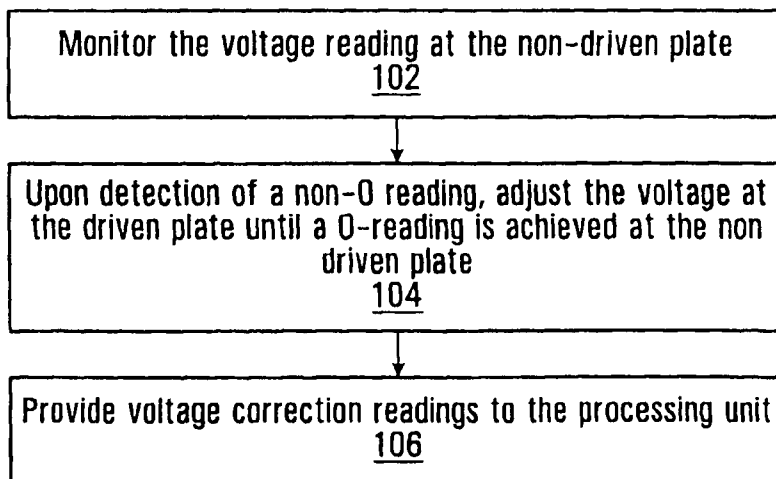 Monitor the voltage reading at the non-driven plate
102
Upon detection of a non-0 reading, adjust the voltage at
the driven plate until a 0-reading is achieved at the non
driven plate
104
Provide voltage correction readings to the processing unit
106